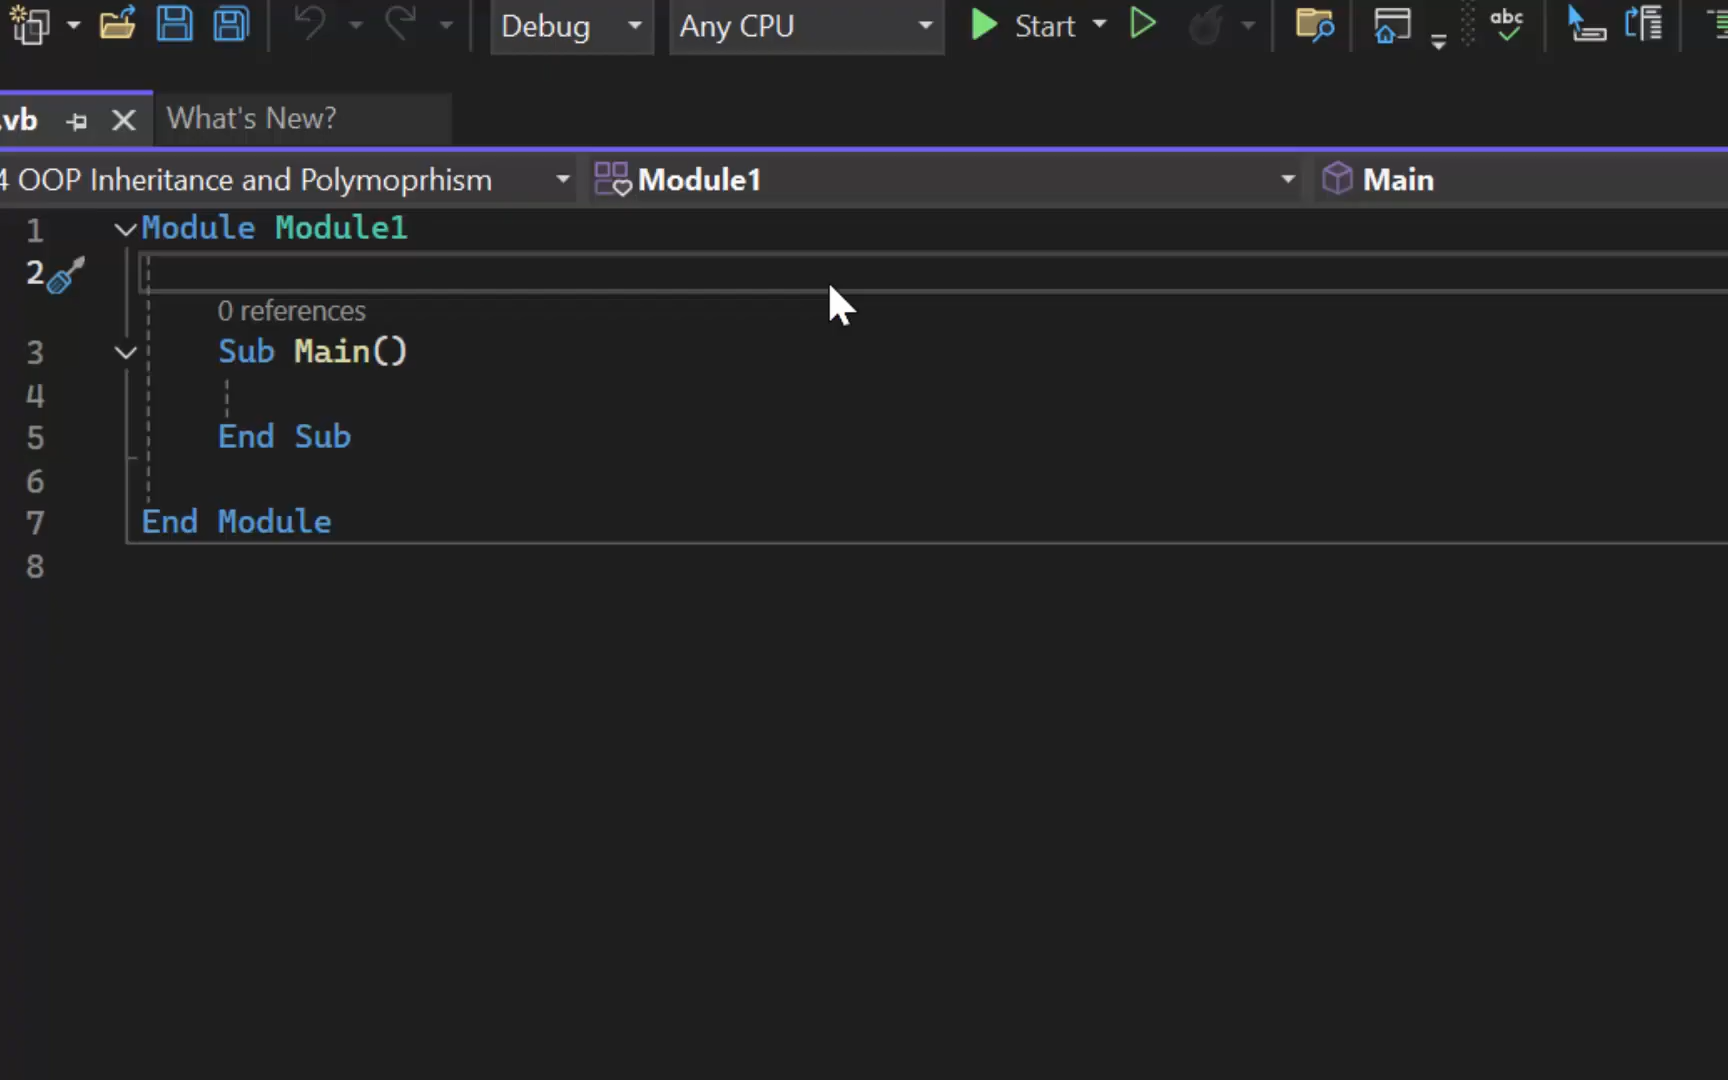 Debug Any CPU Start abc
.vb What's New?
4 OOP Inheritance and Polymoprhism Module1 Main
1 Module Module1
2
0 references
3 Sub Main()
4
5 End Sub
6
7 End Module
8